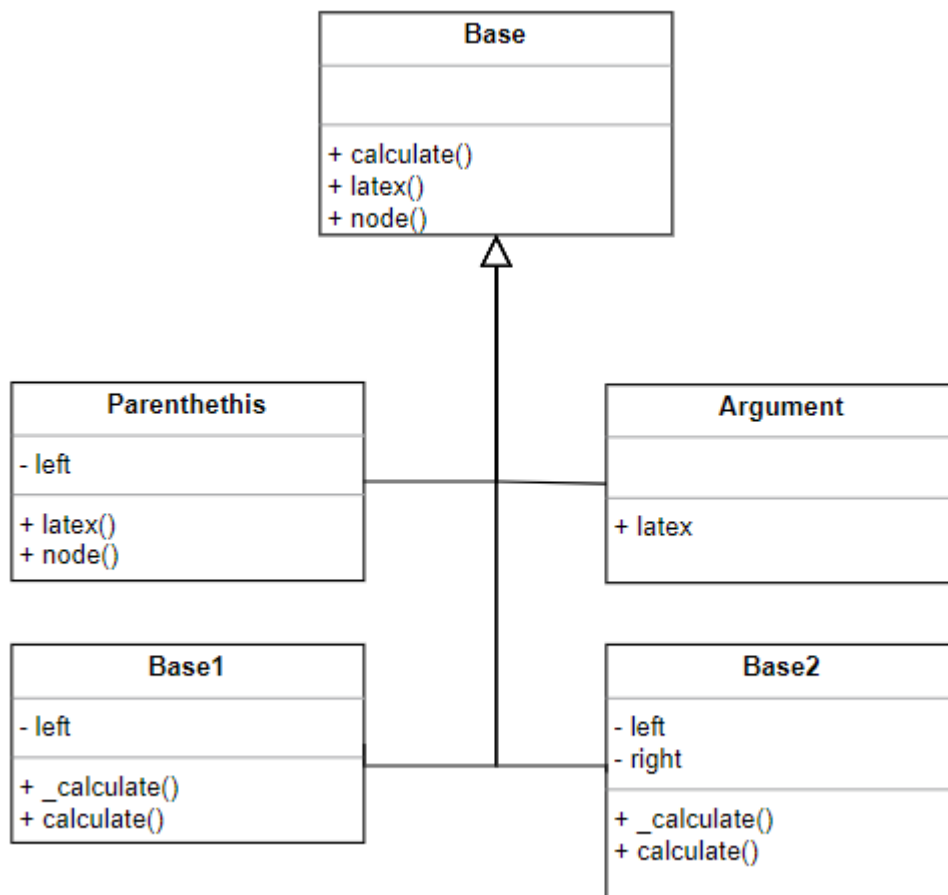 Base
+ calculate()
+ latex()
+ node()
Parenthethis
- left
+ latex()
+ node()
Argument
+ latex
Base1
- left
+ _calculate()
+ calculate()
Base2
- left
- right
+ _calculate()
+ calculate()